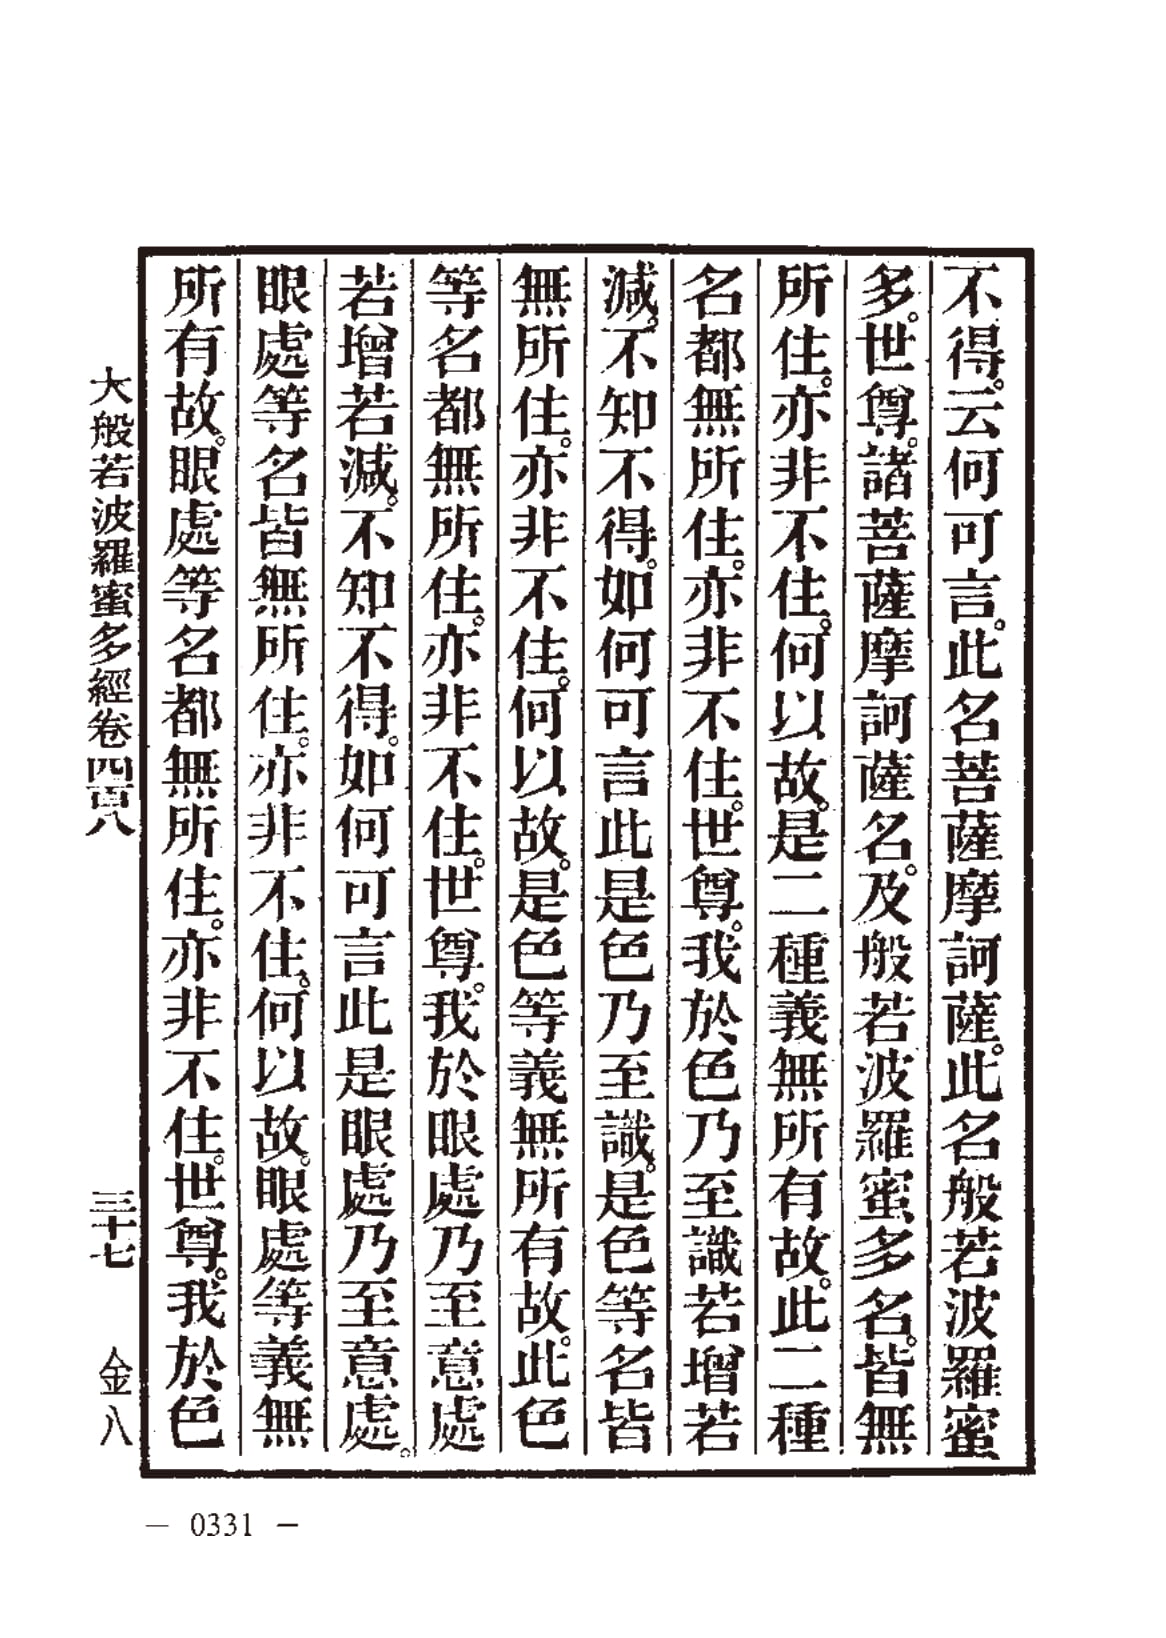 不得。云何可言。此名菩薩摩訶薩。此名般若波羅蜜
多。世尊。諸菩薩摩訶薩名。及般若波羅蜜多名。皆無
所住。亦非不住。何以故。是二種義無所有故。此二種
名都無所住。亦非不住。世尊。我於色乃至識若增若
減。不知不得。如何可言此是色乃至識。是色等名皆
無所住。亦非不住。何以故。是色等義無所有故。此色
等名都無所住。亦非不住。世尊。我於眼處乃至意處
若增若減。不知不得。如何可言此是眼處乃至意處。
眼處等名皆無所住。亦非不住。何以故。眼處等義無
所有故。眼處等名都無所住。亦非不住。世尊。我於色
大般若波羅蜜多經卷四百八 三十七 金八
— 0331 —